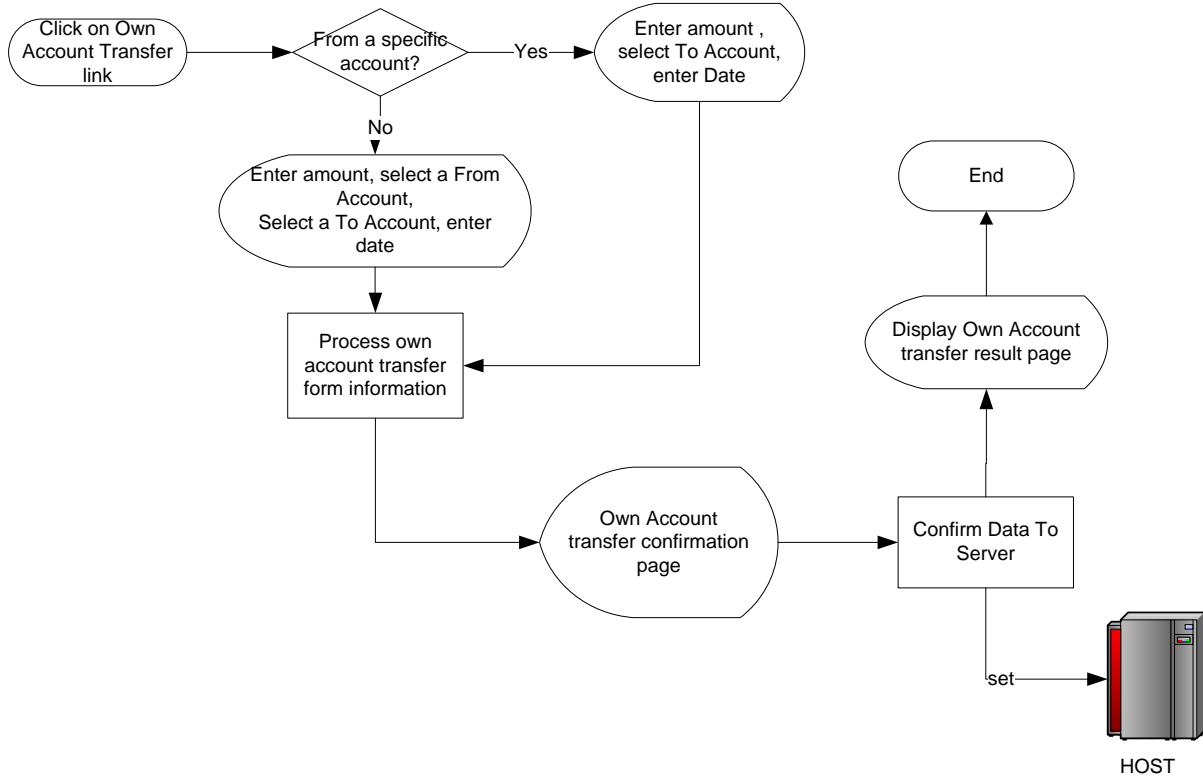 Click on Own
Account Transfer
link
From a specific
account?
Yes
Enter amount ,
select To Account,
enter Date
No
Enter amount, select a From
Account,
Select a To Account, enter
date
End
Process own
account transfer
form information
Display Own Account
transfer result page
Own Account
transfer confirmation
page
Confirm Data To
Server
set
HOST